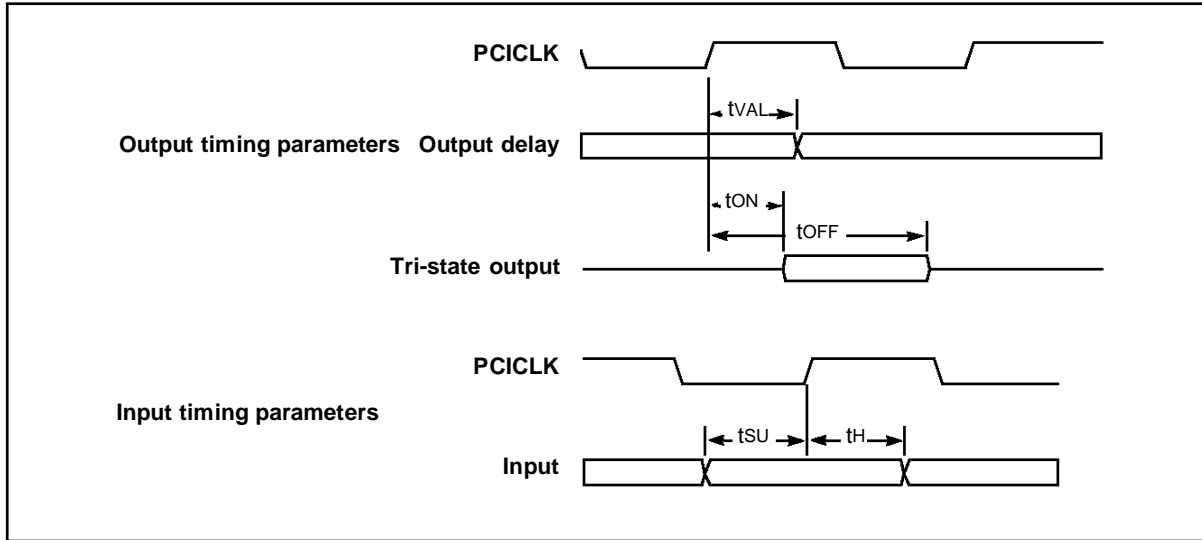 PCICLK
tVAL
Output timing parameters Output delay
tON
tOFF
Tri-state output
PCICLK
Input timing parameters
tSU tH
Input